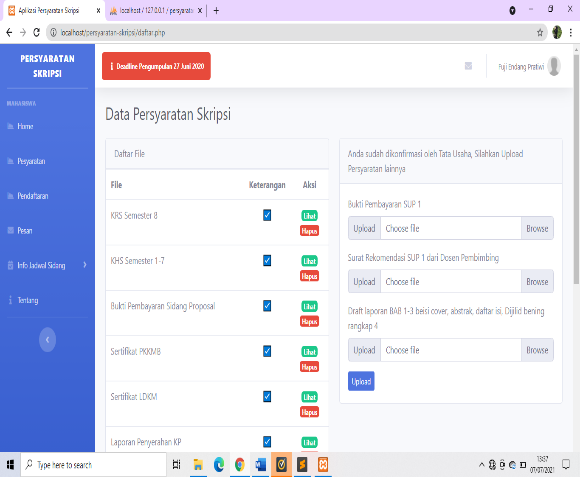 Aplikasi Persyaratan Skripsi
localhost / 127.0.0.1 / persyarata
localhost/persyaratan-skripsi/daftar.php
PERSYARATAN
SKRIPSI
Deadline Pengumpulan 27 Juni 2020
Puji Endang Pratiwi
MAHASISWA
Home
Persyaratan
Pendaftaran
Pesan
Info Jadwal Sidang
Tentang
Data Persyaratan Skripsi
Daftar File
File Keterangan Aksi
KRS Semester 8 Lihat
Hapus
KHS Semester 1-7 Lihat
Hapus
Bukti Pembayaran Sidang Proposal Lihat
Hapus
Sertifikat PKKMB Lihat
Hapus
Sertifikat LDKM Lihat
Hapus
Laporan Penyerahan KP Lihat
Anda sudah dikonfirmasi oleh Tata Usaha, Silahkan Upload
Persyaratan lainnya
Bukti Pembayaran SUP 1
Upload Choose file Browse
Surat Rekomendasi SUP 1 dari Dosen Pembimbing
Upload Choose file Browse
Draft laporan BAB 1-3 beisi cover, abstrak, daftar isi. Dijilid bening
rangkap 4
Upload Choose file Browse
Upload
Type here to search
13:57
07/07/2021